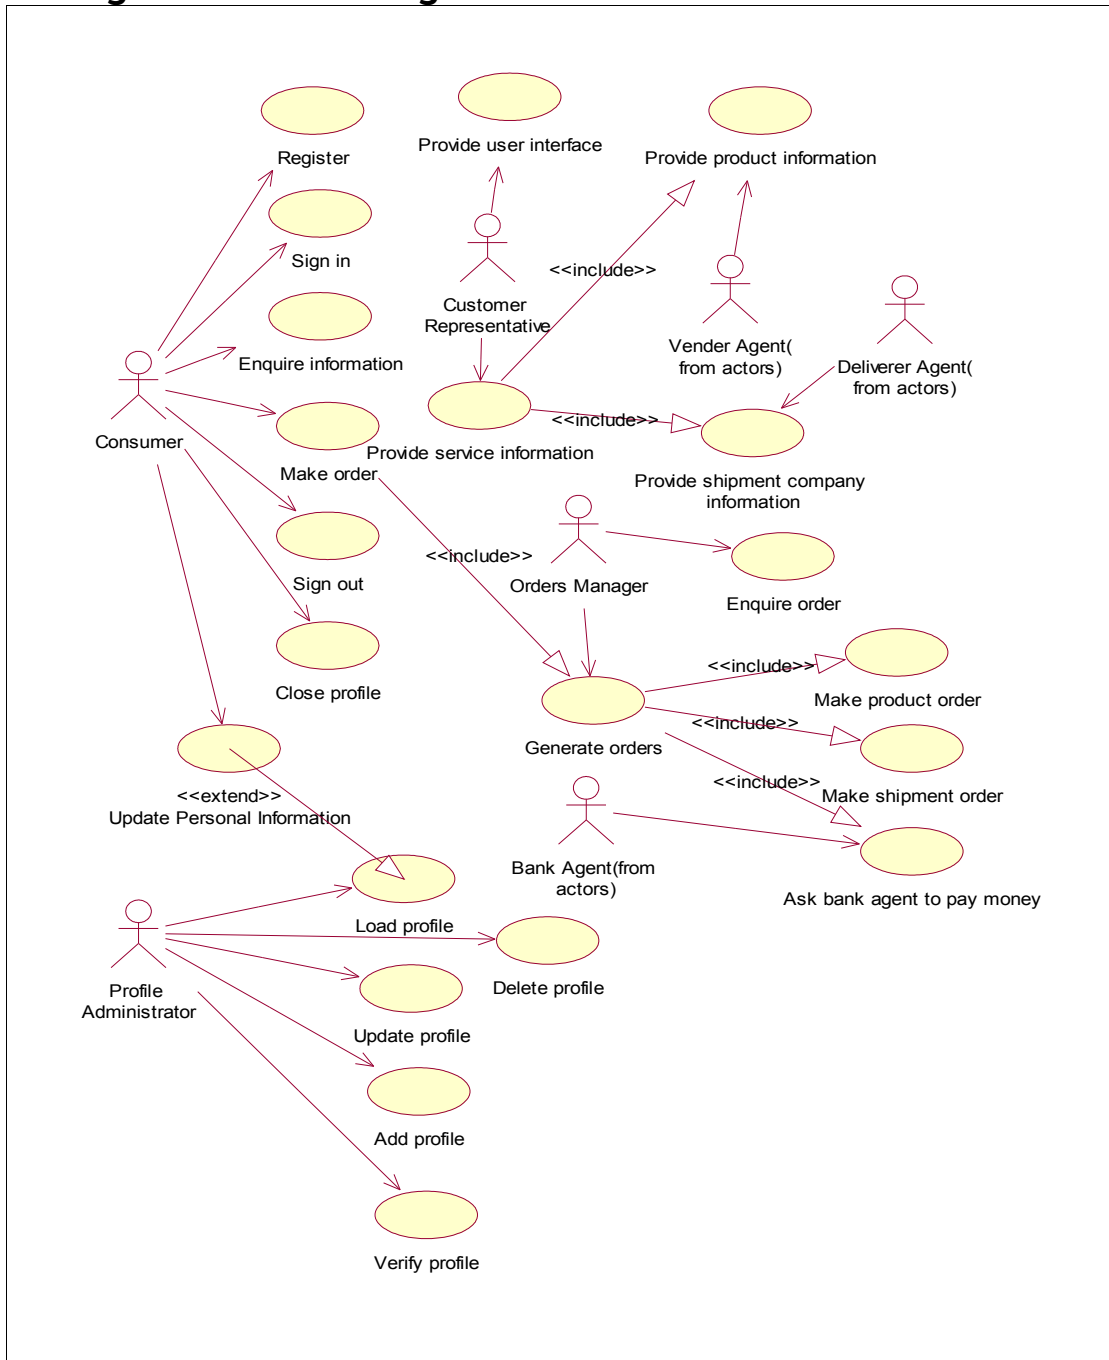 Register
Provide user interface
Provide product information
Sign in
<<include>>
Customer
Representative
Vender Agent(
from actors)
Deliverer Agent(
from actors)
Enquire information
Consumer
<<include>>
Provide service information
Make order
Provide shipment company
information
<<include>>
Sign out
Orders Manager
Enquire order
Close profile
<<include>>
Make product order
<<include>>
Generate orders
<<include>>
Make shipment order
<<extend>>
Update Personal Information
Bank Agent(from
actors)
Ask bank agent to pay money
Load profile
Delete profile
Profile
Administrator
Update profile
Add profile
Verify profile